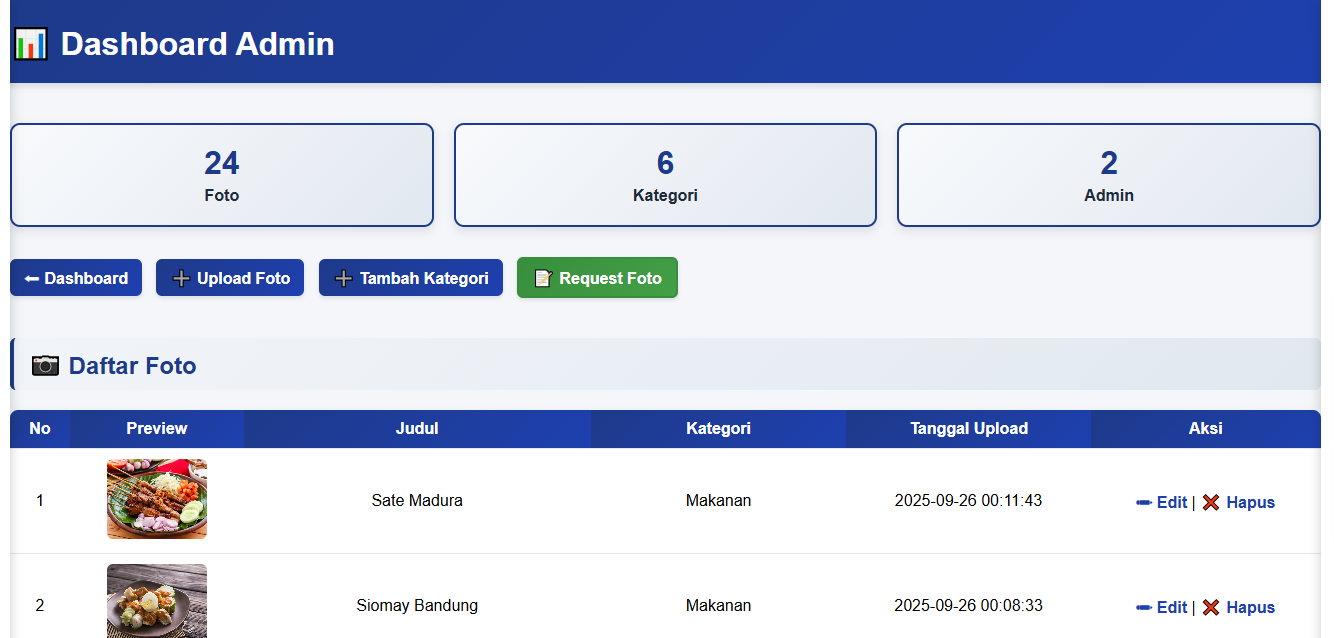 Dashboard Admin
24
Foto
6
Kategori
2
Admin
Dashboard
Upload Foto
Tambah Kategori
Request Foto
Daftar Foto
No Preview Judul Kategori Tanggal Upload Aksi
1 Sate Madura Makanan 2025-09-26 00:11:43 Edit | Hapus
2 Siomay Bandung Makanan 2025-09-26 00:08:33 Edit | Hapus